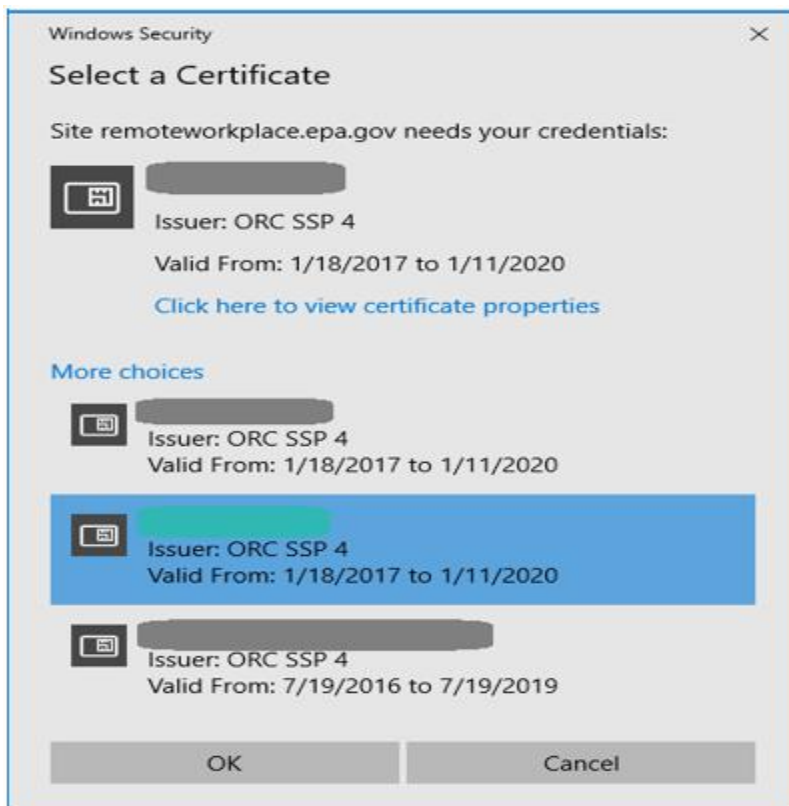 Windows Security
Select a Certificate
Site remoteworkplace.epa.gov needs your credentials:
Issuer: ORC SSP 4
Valid From: 1/18/2017 to 1/11/2020
Click here to view certificate properties
More choices
Issuer: ORC SSP 4
Valid From: 1/18/2017 to 1/11/2020
Issuer: ORC SSP 4
Valid From: 1/18/2017 to 1/11/2020
Issuer: ORC SSP 4
Valid From: 7/19/2016 to 7/19/2019
OK
Cancel